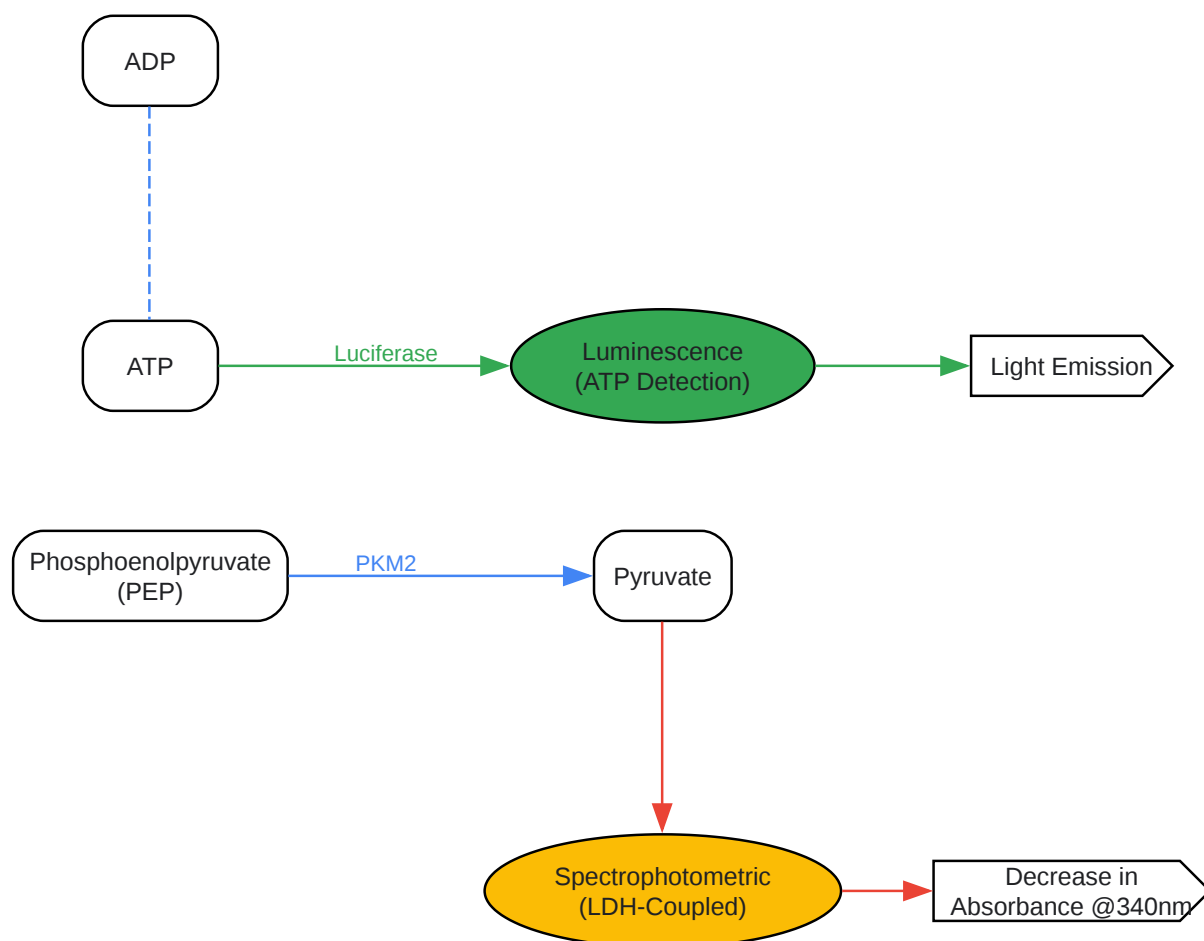 ADP
ATP
Luciferase
Luminescence
(ATP Detection)
Light Emission
Phosphoenolpyruvate
(PEP)
PKM2
Pyruvate
Spectrophotometric
(LDH-Coupled)
Decrease in
Absorbance @340nm